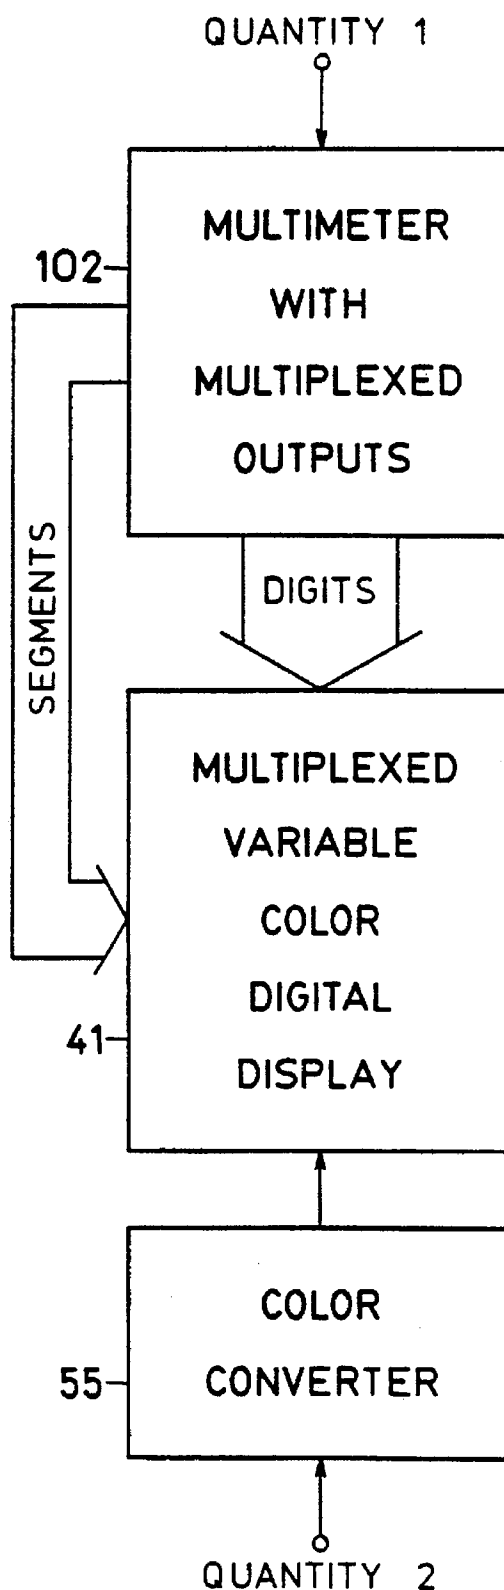 QUANTITY 1
MULTIMETER
102
WITH
MULTIPLEXED
OUTPUTS
SEGMENTS
DIGITS
MULTIPLEXED
VARIABLE
COLOR
DIGITAL
41
DISPLAY
COLOR
55
CONVERTER
QUANTITY 2